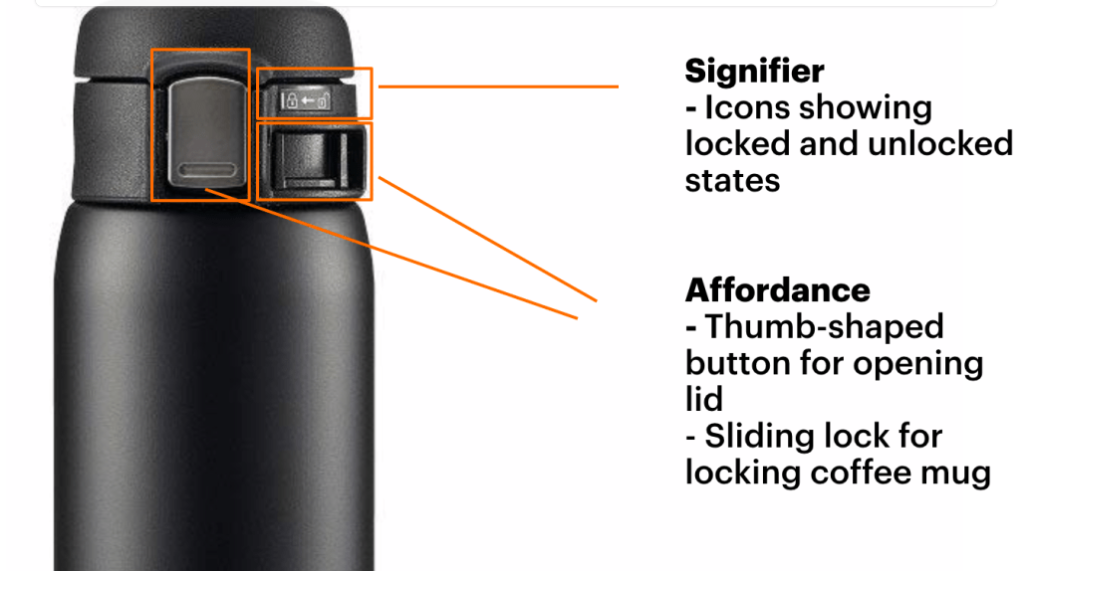 Signifier
- Icons showing
locked and unlocked
states
Affordance
- Thumb-shaped
button for opening
lid
- Sliding lock for
locking coffee mug